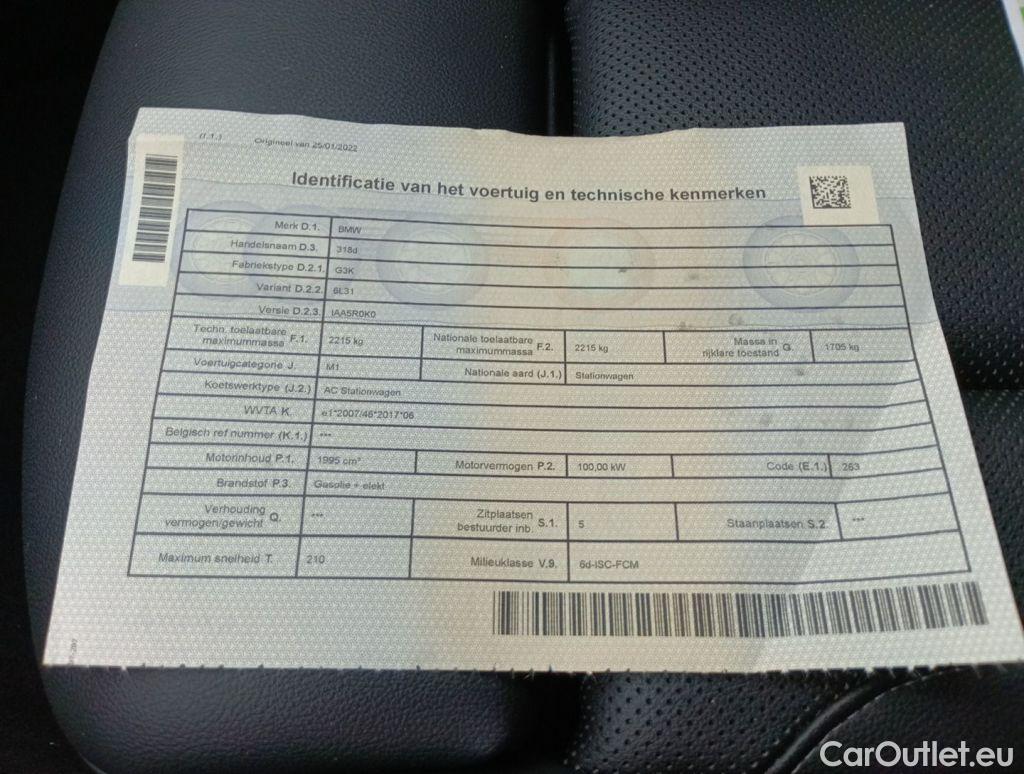 (I.1.)
Origineel van 25/01/2022
Identificatie van het voertuig en technische kenmerken
Merk D.1. BMW
Handelsnaam D.3. 318d
Fabriekstype D.2.1. G3K
Variant D.2.2. 6L31
Versie D.2.3. IAA5R0K0
Techn. toelaatbare maximummassa F.1. 2215 kg Nationale toelaatbare maximummassa F.2. 2215 kg Massa in rijklare toestand G. 1705 kg
Voertuigcategorie J. M1 Nationale aard (J.1.) Stationwagen
Koetswerktype (J.2.) AC Stationwagen
WVTA K. e1*2007/46*2017*06
Belgisch ref nummer (K.1.) ***
Motorinhoud P.1. 1995 cm³ Motorvermogen P.2. 100,00 kW Code (E.1.) 263
Brandstof P.3. Gasolie + elekt
Verhouding vermogen/gewicht Q. *** Zitplaatsen bestuurder inb. S.1. 5 Staanplaatsen S.2. ***
Maximum snelheid T. 210 Milieuklasse V.9. 6d-ISC-FCM
CarOutlet.eu